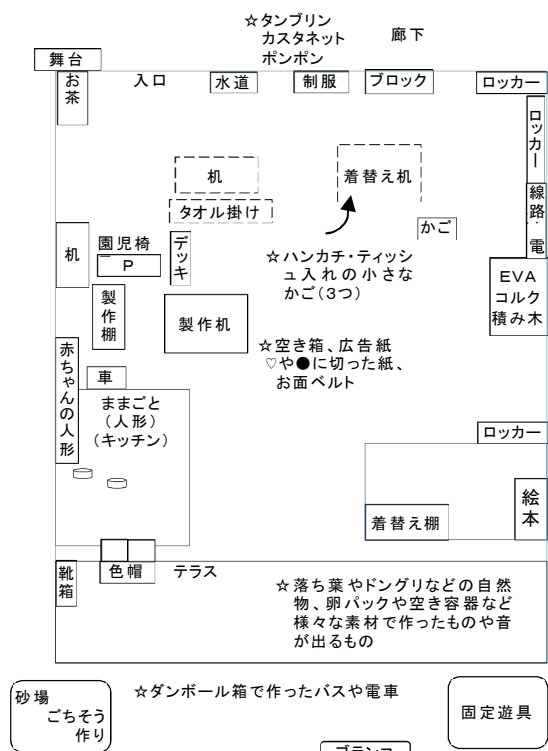 ☆タンブリン
カスタネット
ポンポン
廊下
舞台
お茶
入口
水道
制服
ブロック
ロッカー
ロッカー
机
着替え机
線路・電
タオル掛け
かご
机
園児椅
P
デッキ
☆ハンカチ・ティッシ
ュ入れの小さな
かご(3つ)
EVA
コルク
積み木
製作棚
製作机
☆空き箱、広告紙
♡や●に切った紙、
お面ベルト
赤ちゃんの人形
車
ままごと
(人形)
(キッチン)
ロッカー
絵本
着替え棚
靴箱
色帽
テラス
☆落ち葉やドングリなどの自然
物、卵パックや空き容器など
様々な素材で作ったものや音
が出るもの
砂場
ごちそう
作り
☆ダンボール箱で作ったバスや電車
固定遊具
ブランコ